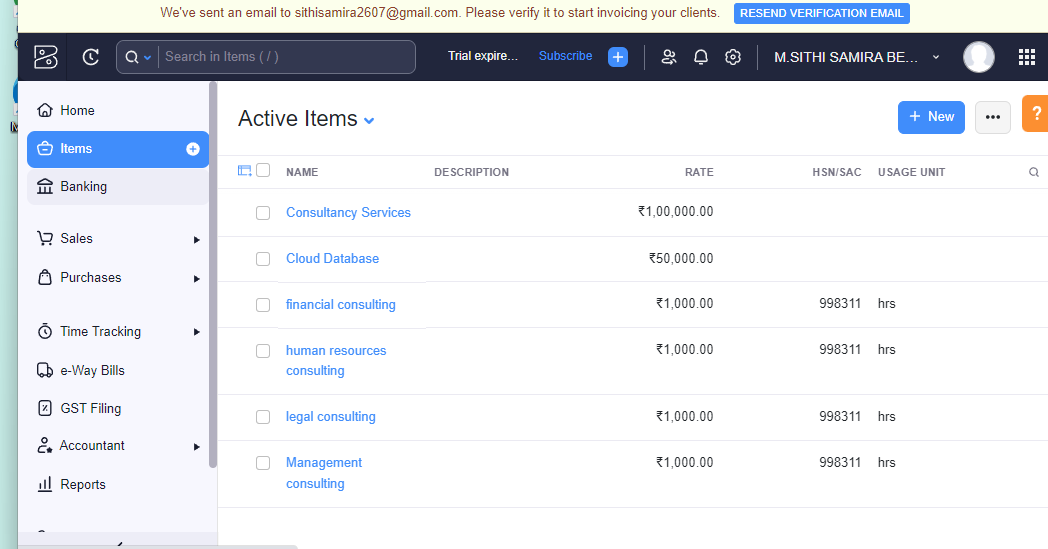 We've sent an email to sithisamira2607@gmail.com. Please verify it to start invoicing your clients. RESEND VERIFICATION EMAIL
Search in Items ( / ) Trial expire... Subscribe M.SITHI SAMIRA BE...
Home
Items
Banking
Sales
Purchases
Time Tracking
e-Way Bills
GST Filing
Accountant
Reports
Active Items
+ New ••• ?
NAME DESCRIPTION RATE HSN/SAC USAGE UNIT
Consultancy Services ₹1,00,000.00
Cloud Database ₹50,000.00
financial consulting ₹1,000.00 998311 hrs
human resources ₹1,000.00 998311 hrs
consulting
legal consulting ₹1,000.00 998311 hrs
Management ₹1,000.00 998311 hrs
consulting